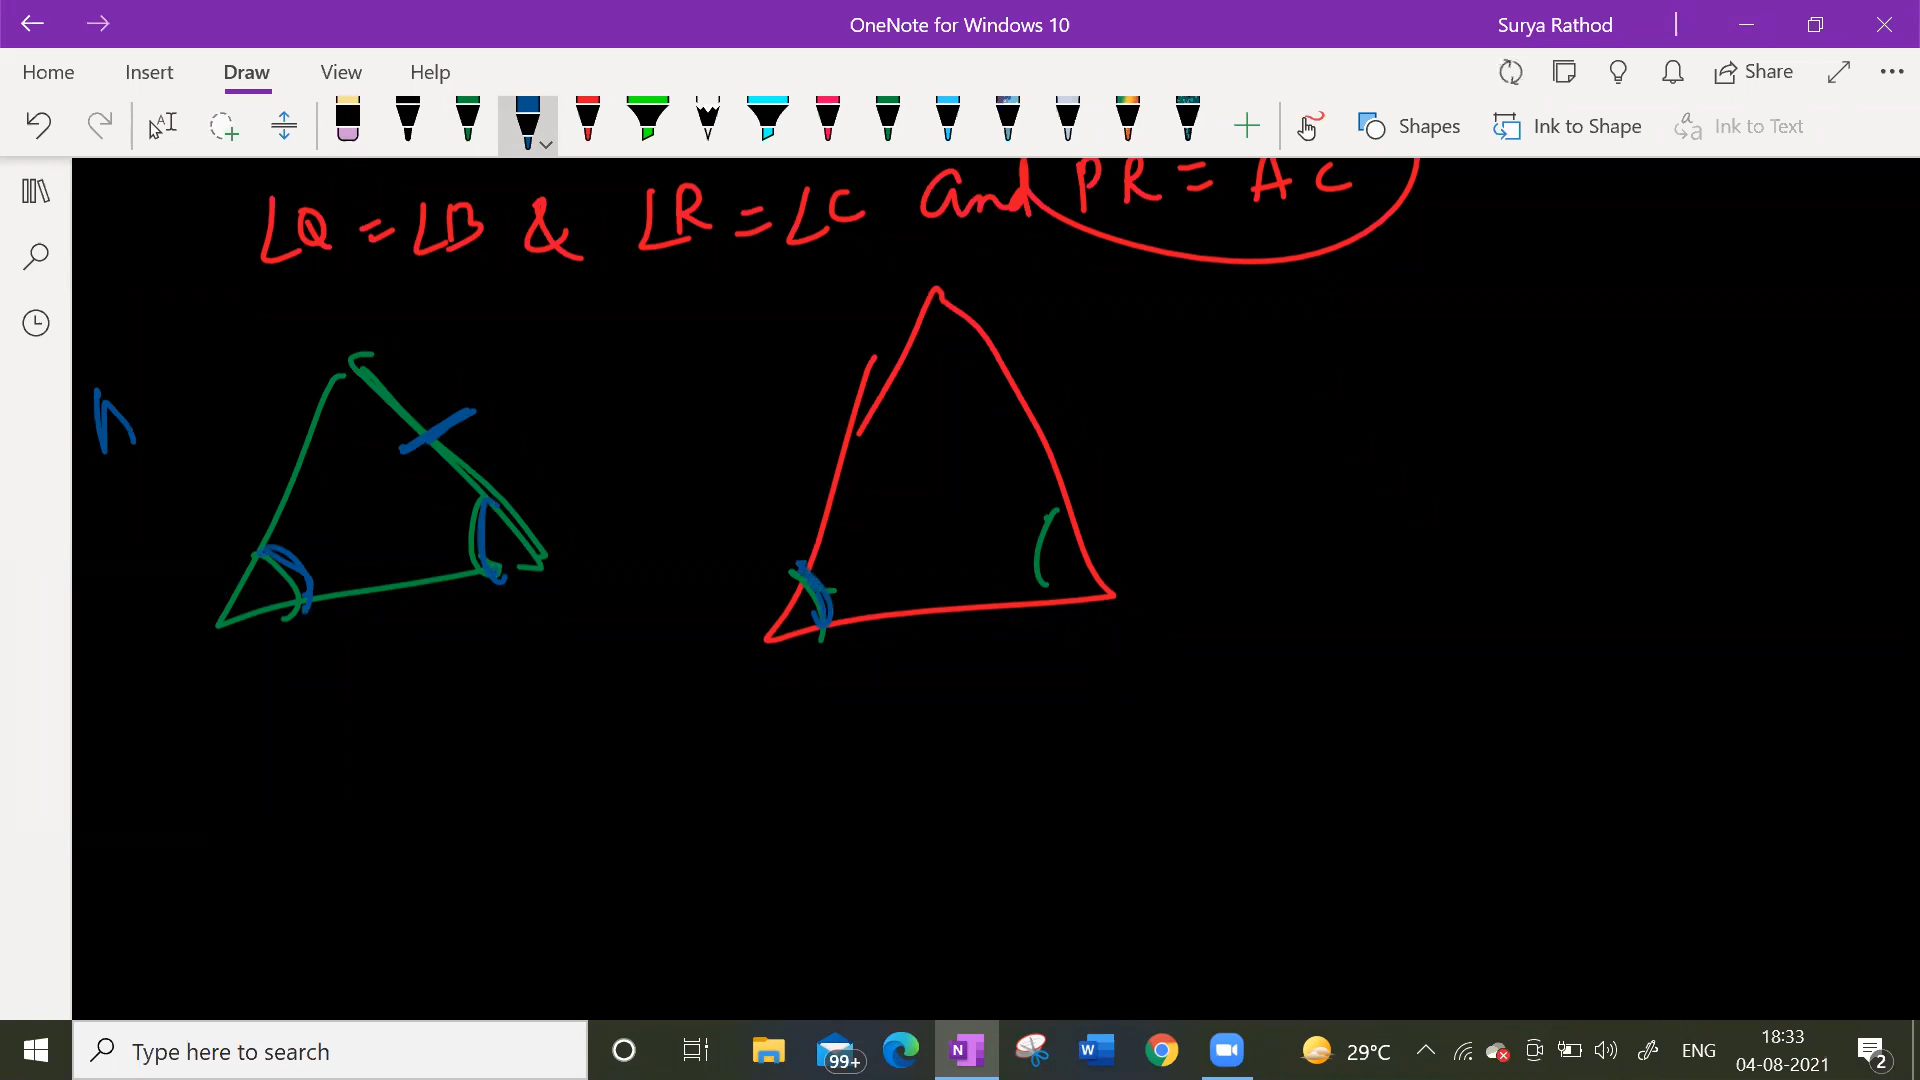 OneNote for Windows 10
Surya Rathod
Home Insert Draw View Help
Share
Shapes
Ink to Shape
Ink to Text
∠Q = ∠B & ∠R = ∠C and PR = AC
Type here to search
99+
29°C
ENG
18:33
04-08-2021
2